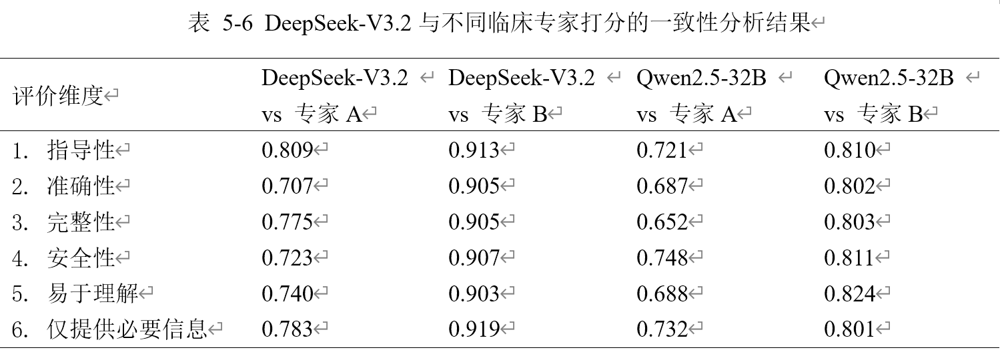 表 5-6 DeepSeek-V3.2 与不同临床专家打分的一致性分析结果↵
评价维度↵ DeepSeek-V3.2 ↵ DeepSeek-V3.2 ↵ Qwen2.5-32B ↵ Qwen2.5-32B ↵
vs 专家 A↵ vs 专家 B↵ vs 专家 A↵ vs 专家 B↵
1. 指导性↵ 0.809↵ 0.913↵ 0.721↵ 0.810↵
2. 准确性↵ 0.707↵ 0.905↵ 0.687↵ 0.802↵
3. 完整性↵ 0.775↵ 0.905↵ 0.652↵ 0.803↵
4. 安全性↵ 0.723↵ 0.907↵ 0.748↵ 0.811↵
5. 易于理解↵ 0.740↵ 0.903↵ 0.688↵ 0.824↵
6. 仅提供必要信息↵ 0.783↵ 0.919↵ 0.732↵ 0.801↵